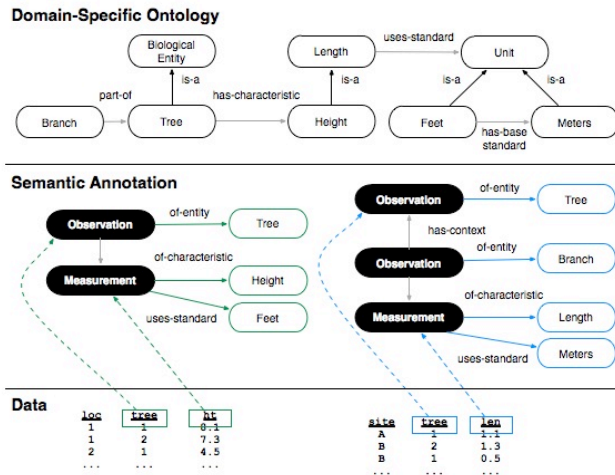 Domain-Specific Ontology
Biological
Entity
Length
uses-standard
Unit
is-a
is-a
is-a
is-a
part-of
has-characteristic
Branch
Tree
Height
Feet
Meters
has-base
standard
Semantic Annotation
Observation
of-entity
Tree
of-characteristic
Measurement
Height
uses-standard
Feet
Observation
of-entity
Tree
has-context
of-entity
Observation
Branch
of-characteristic
Measurement
Length
uses-standard
Meters
Data
loc tree ht
1 1 8.1
1 2 7.3
2 1 4.5
... ... ...
site tree len
A 1 1.1
B 2 1.3
B 1 0.5
... ... ...